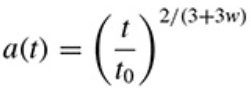 a(t) = (t/t₀)^{2/(3+3w)}